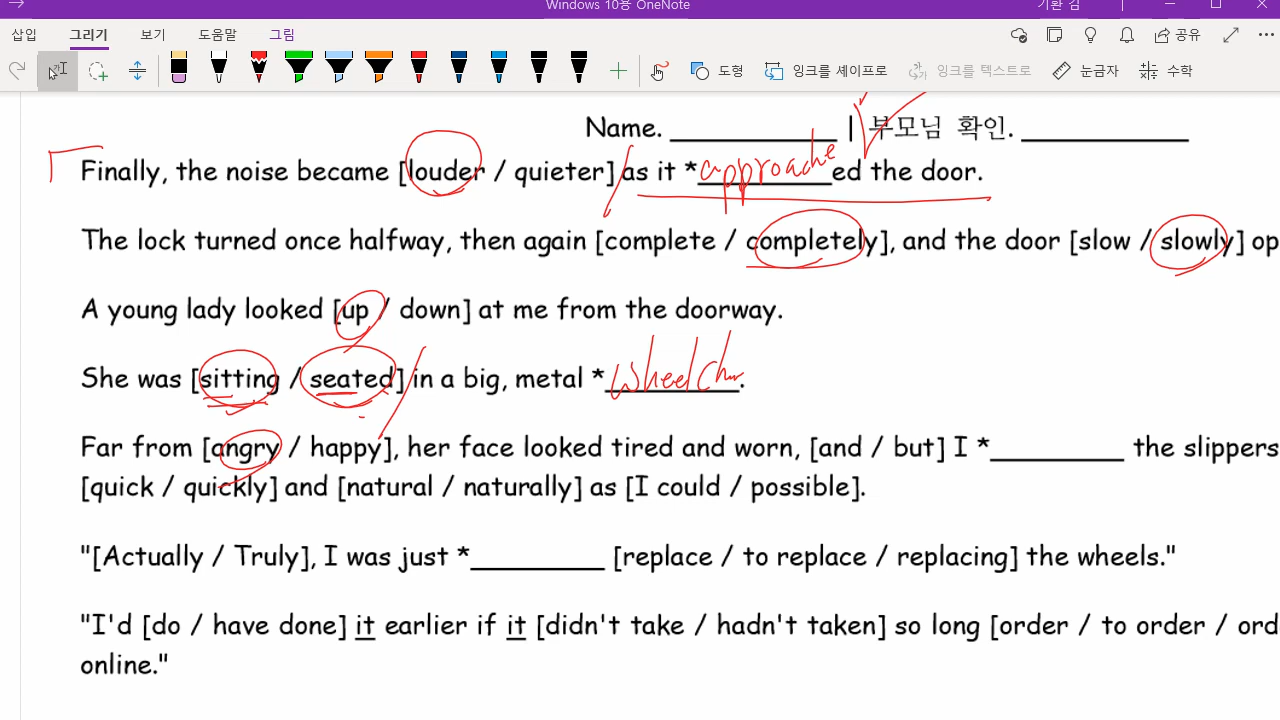 Windows 10용 OneNote
기환 김
삽입 그리기 보기 도움말 그림
공유
도형 잉크를 셰이프로 잉크를 텍스트로 눈금자 수학
Name. ____________ | 부모님 확인. ____________
Finally, the noise became [louder / quieter] as it *approached the door.
The lock turned once halfway, then again [complete / completely], and the door [slow / slowly] op
A young lady looked [up / down] at me from the doorway.
She was [sitting / seated] in a big, metal *wheelchar.
Far from [angry / happy], her face looked tired and worn, [and / but] I *__________ the slippers
[quick / quickly] and [natural / naturally] as [I could / possible].
"[Actually / Truly], I was just *__________ [replace / to replace / replacing] the wheels."
"I'd [do / have done] it earlier if it [didn't take / hadn't taken] so long [order / to order / ord
online."